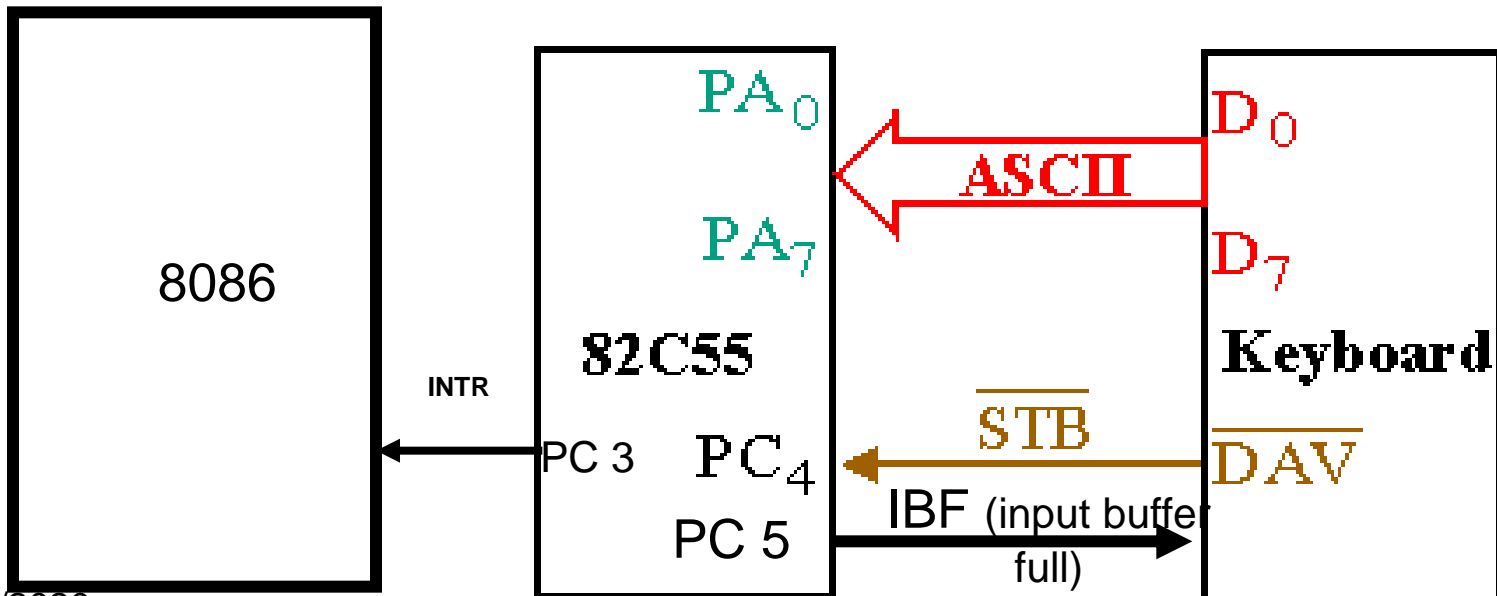 8086
INTR
PA0
PA7
82C55
PC 3
PC4
PC 5
ASCII
STB
IBF (input buffer
full)
D0
D7
Keyboard
DAV